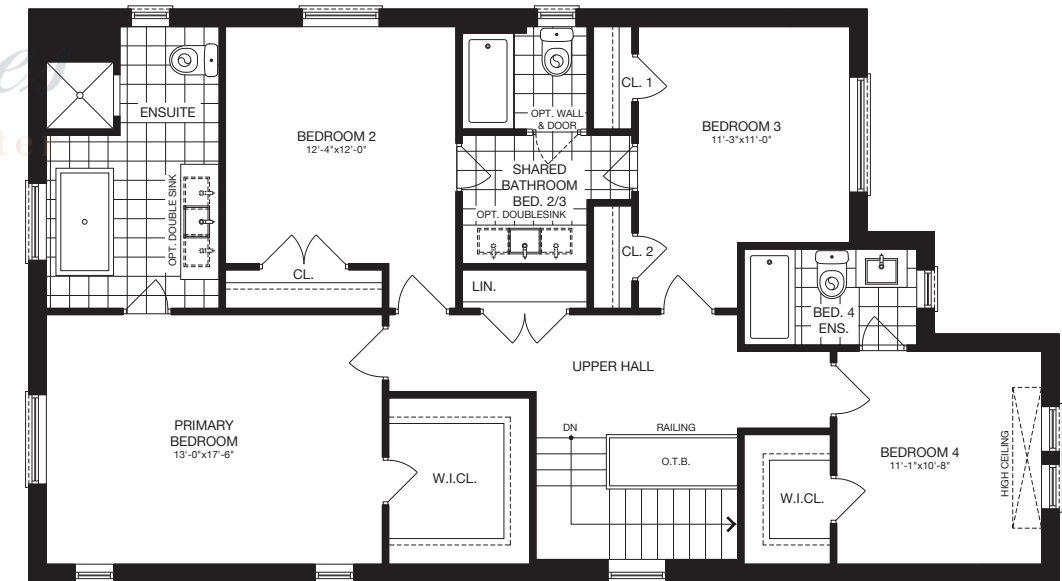 es
te
ENSUITE
OPT. DOUBLE SINK
BEDROOM 2
12'-4"x12'-0"
CL.
OPT. WALL
& DOOR
SHARED
BATHROOM
BED. 2/3
OPT. DOUBLESINK
LIN.
CL. 1
CL. 2
BEDROOM 3
11'-3"x11'-0"
BED. 4
ENS.
UPPER HALL
PRIMARY
BEDROOM
13'-0"x17'-6"
W.I.CL.
DN
RAILING
O.T.B.
W.I.CL.
BEDROOM 4
11'-1"x10'-8"
HIGH CEILING